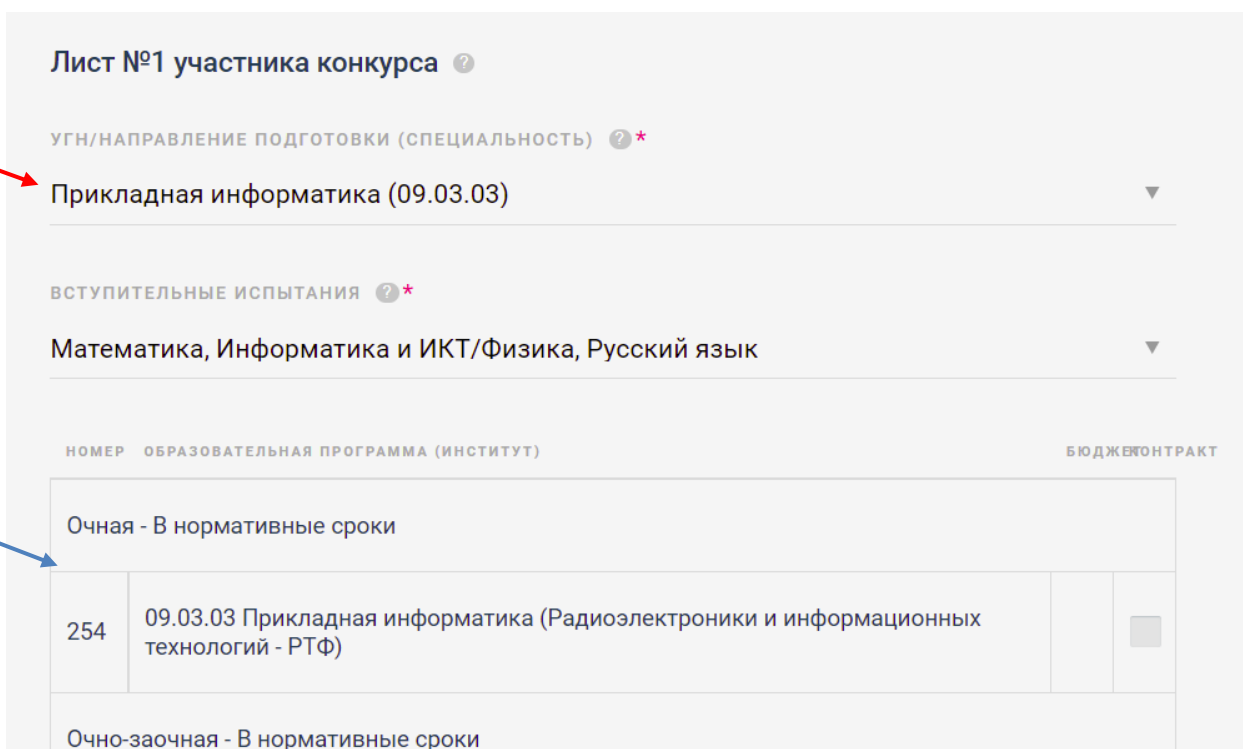 Лист №1 участника конкурса ?
УГН/НАПРАВЛЕНИЕ ПОДГОТОВКИ (СПЕЦИАЛЬНОСТЬ) ? *
Прикладная информатика (09.03.03)
ВСТУПИТЕЛЬНЫЕ ИСПЫТАНИЯ ? *
Математика, Информатика и ИКТ/Физика, Русский язык
НОМЕР ОБРАЗОВАТЕЛЬНАЯ ПРОГРАММА (ИНСТИТУТ) БЮДЖЕТ КОНТРАКТ
Очная - В нормативные сроки
254 09.03.03 Прикладная информатика (Радиоэлектроники и информационных
технологий - РТФ)
Очно-заочная - В нормативные сроки